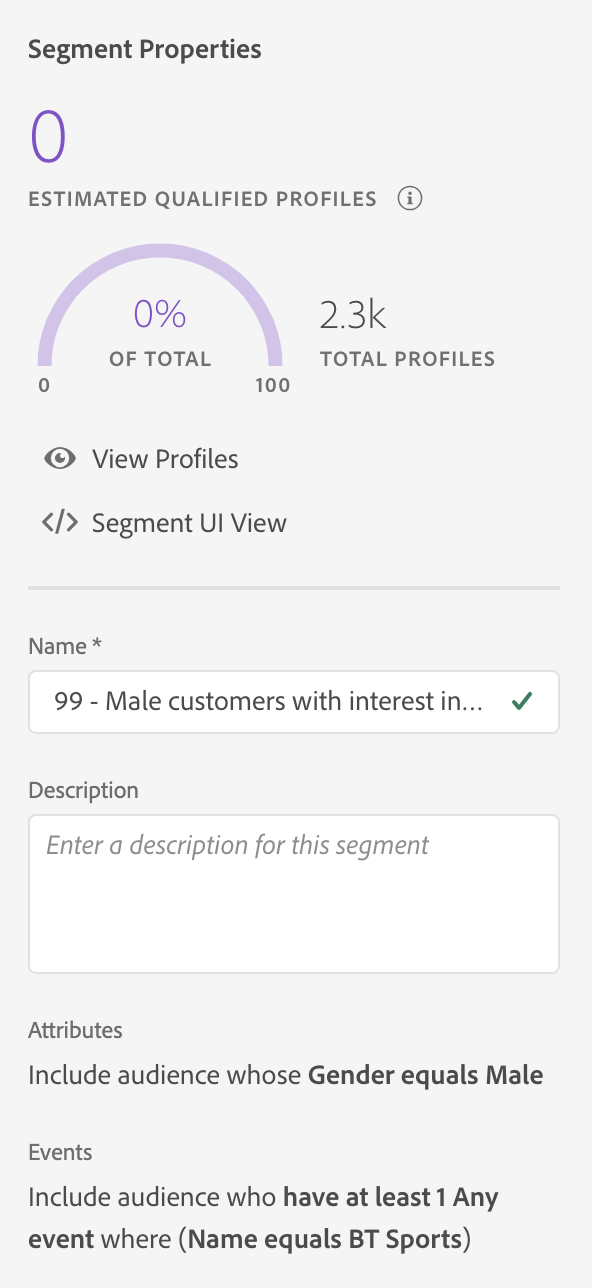 Segment Properties
0
ESTIMATED QUALIFIED PROFILES
0%
OF TOTAL
0
100
2.3k
TOTAL PROFILES
View Profiles
Segment UI View
Name *
99 - Male customers with interest in…
Description
Enter a description for this segment
Attributes
Include audience whose Gender equals Male
Events
Include audience who have at least 1 Any
event where (Name equals BT Sports)